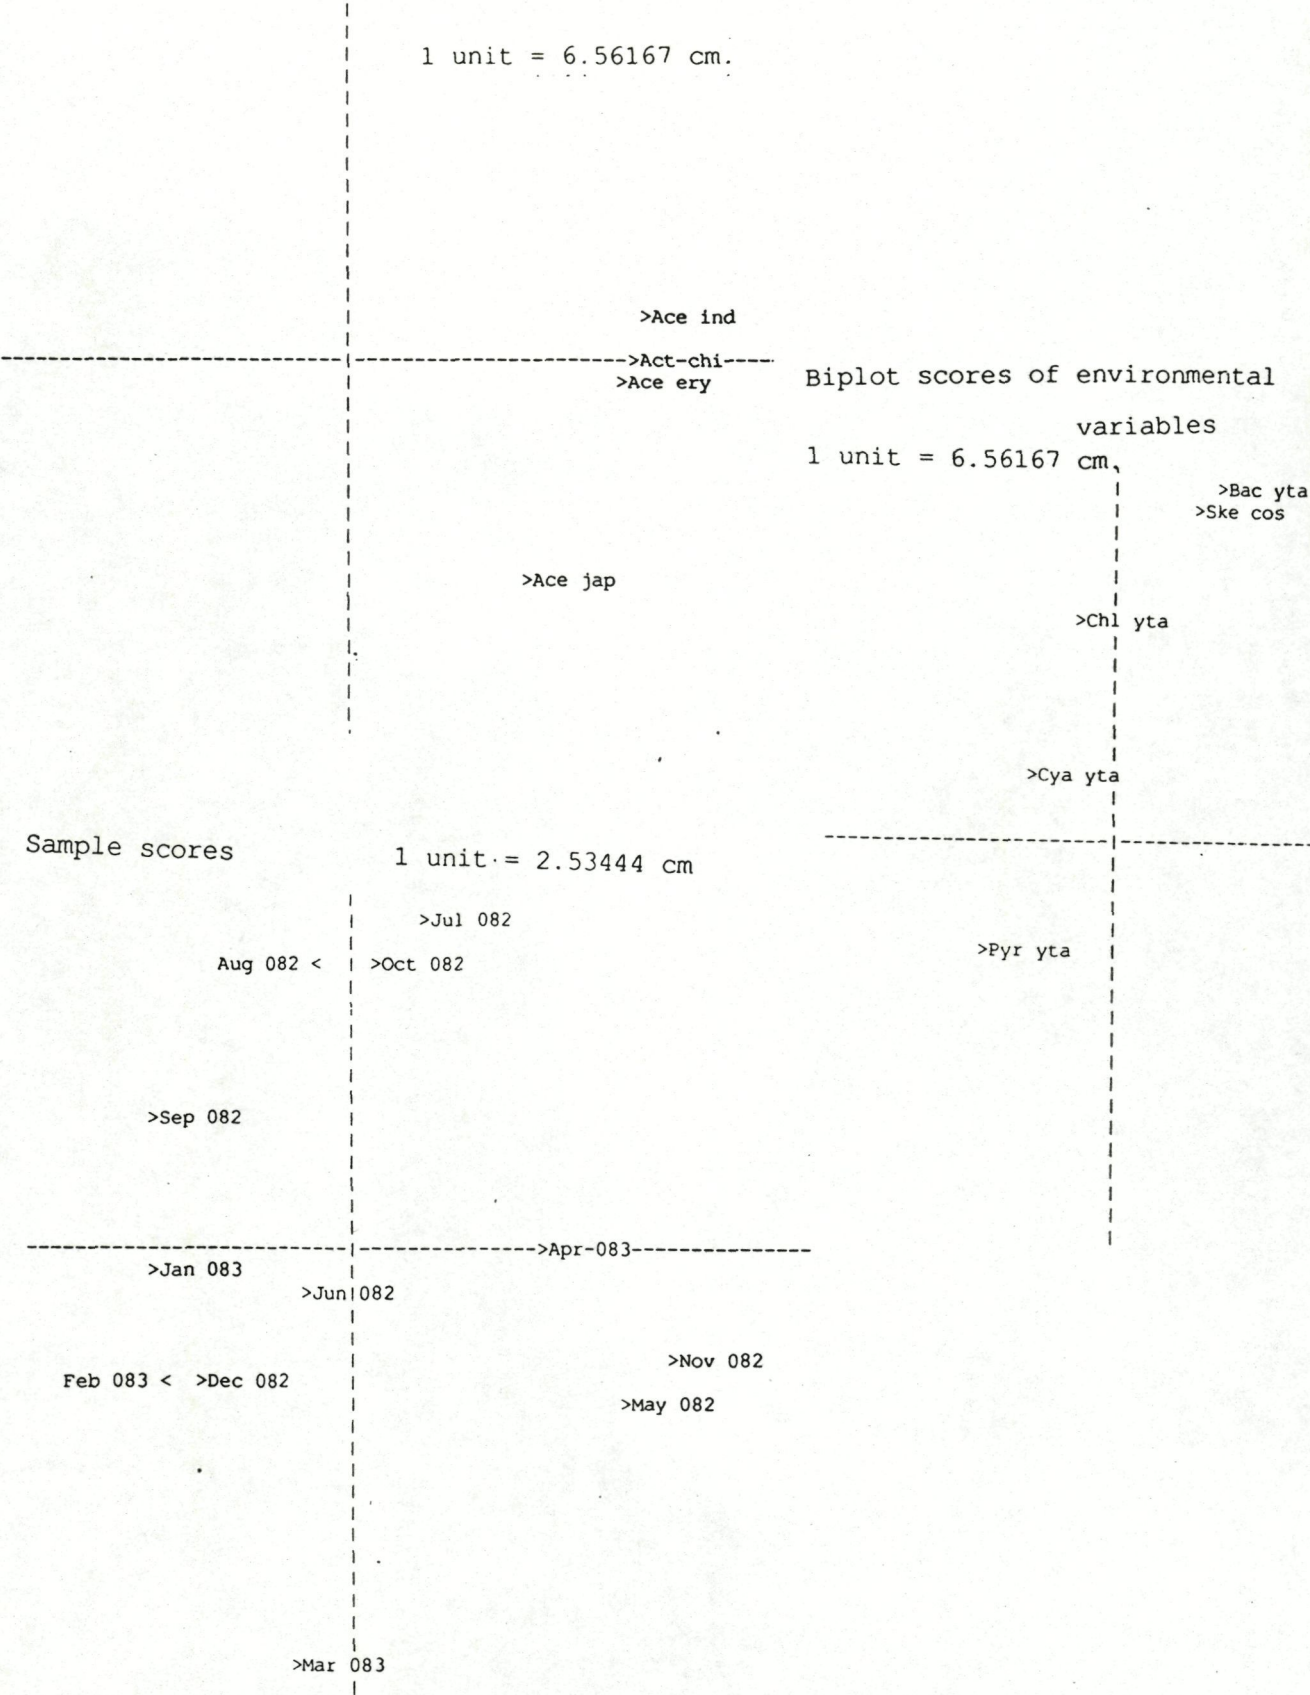 1 unit = 6.56167 cm.
>Ace ind
>Act-chi
>Ace ery
>Ace jap
Biplot scores of environmental
variables
1 unit = 6.56167 cm.
>Bac yta
>Ske cos
>Chl yta
>Cya yta
>Pyr yta
Sample scores
1 unit = 2.53444 cm
>Jul 082
Aug 082 <
>Oct 082
>Sep 082
>Apr-083
>Jan 083
>Jun 082
>Nov 082
Feb 083 < >Dec 082
>May 082
>Mar 083